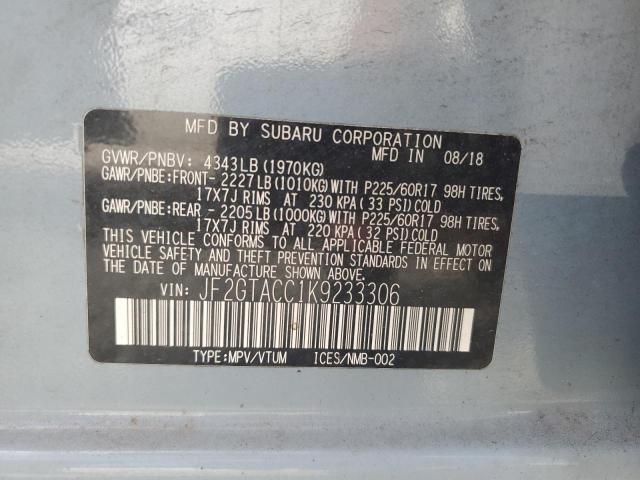 MFD BY SUBARU CORPORATION
GVWR/PNBV: 4343LB(1970KG) MFD IN 08/18
GAWR/PNBE:FRONT-2227LB(1010KG)WITH P225/60R17 98H TIRES,
17X7J RIMS AT 230 KPA(33 PSI)COLD
GAWR/PNBE:REAR -2205LB(1000KG)WITH P225/60R17 98H TIRES,
17X7J RIMS AT 220 KPA(32 PSI)COLD
THIS VEHICLE CONFORMS TO ALL APPLICABLE FEDERAL MOTOR
VEHICLE SAFETY AND THEFT PREVENTION STANDARDS IN EFFECT
ON THE DATE OF MANUFACTURE SHOWN ABOVE.
VIN: JF2GTACC1K9233306
TYPE:MPV/VTUM ICES/NMB-002